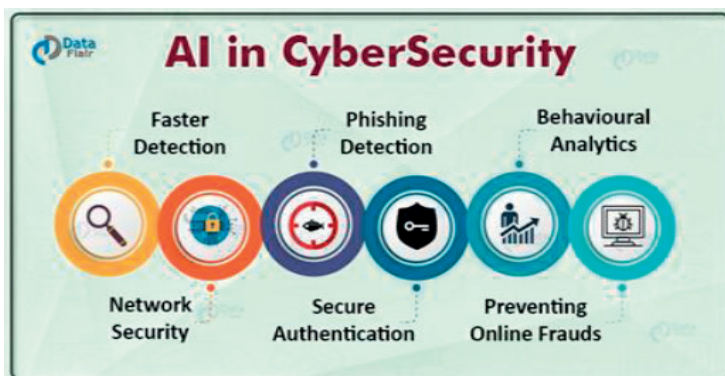 Data
Flair
AI in CyberSecurity
Faster
Detection
Phishing
Detection
Behavioural
Analytics
Network
Security
Secure
Authentication
Preventing
Online Frauds